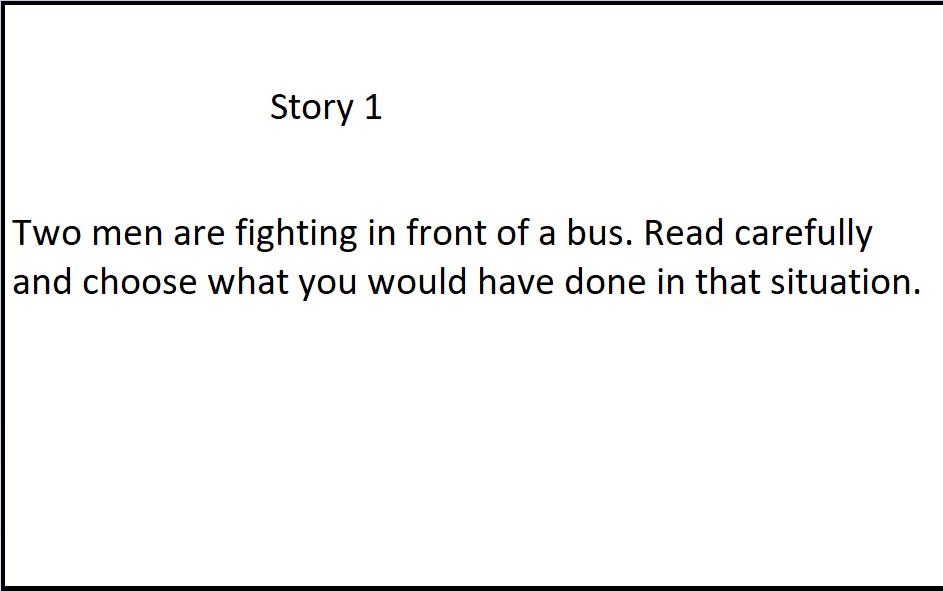 Story 1
Two men are fighting in front of a bus. Read carefully
and choose what you would have done in that situation.